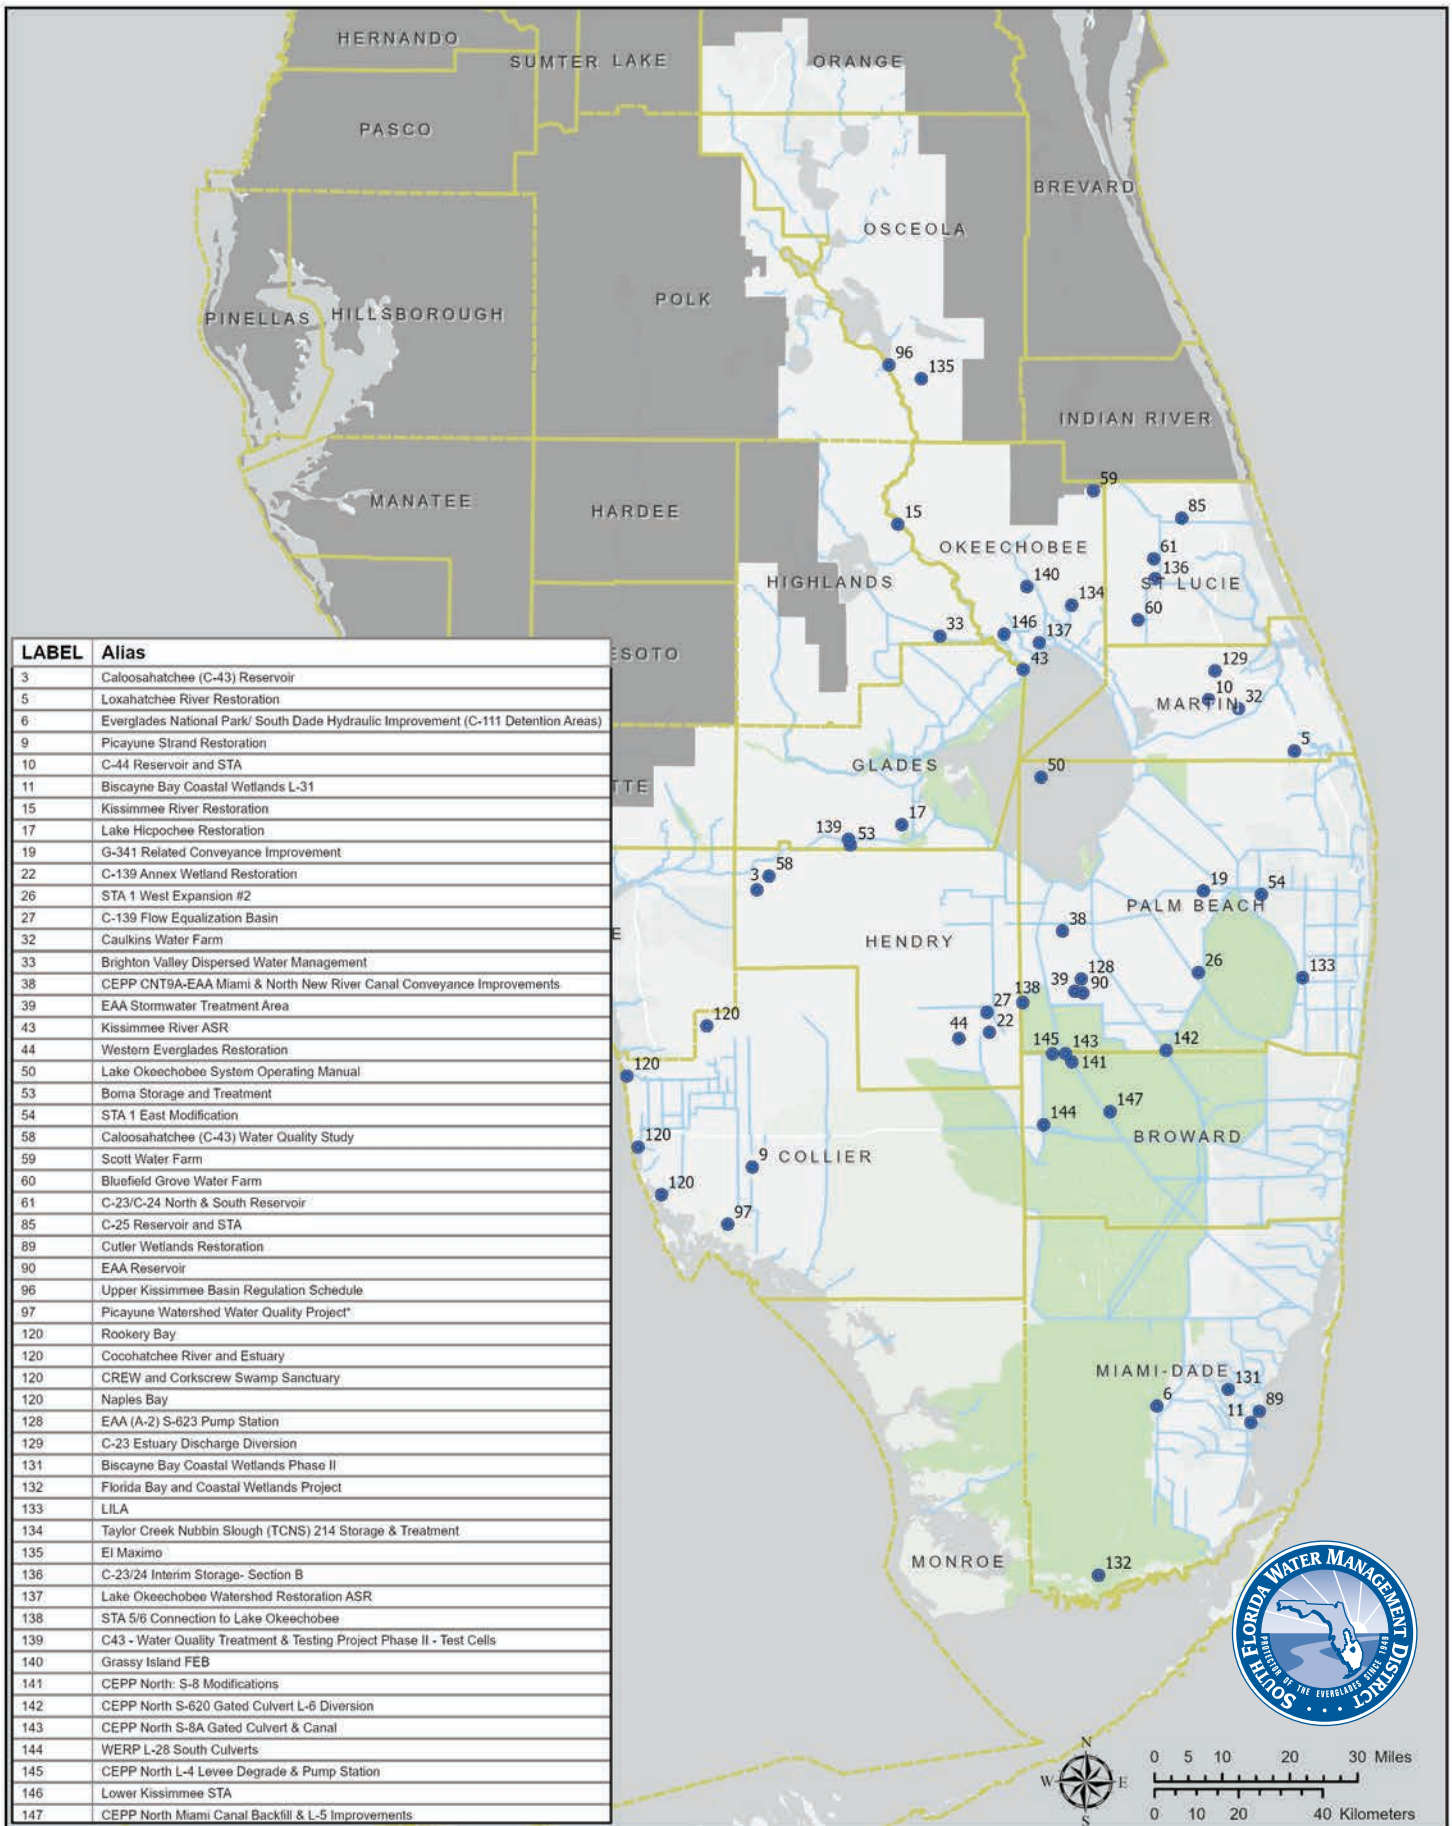 HERNANDO
SUMTER LAKE
ORANGE
PASCO
BREVARD
OSCEOLA
POLK
PINELLAS
HILLSBOROUGH
96
135
INDIAN RIVER
59
MANATEE
HARDEE
15
85
OKEECHOBEE
61
136
HIGHLANDS
140
ST LUCIE
134
60
33
146
137
43
ESOTO
129
10
32
MARTIN
5
GLADES
50
TTE
17
139
53
58
3
19
54
PALM BEACH
38
E
HENDRY
26
128
133
39
90
138
27
22
44
120
145
143
142
141
120
147
144
BROWARD
120
9
COLLIER
120
97
MIAMI-DADE
131
6
89
11
132
MONROE
LABEL Alias
3 Caloosahatchee (C-43) Reservoir
5 Loxahatchee River Restoration
6 Everglades National Park/ South Dade Hydraulic Improvement (C-111 Detention Areas)
9 Picayune Strand Restoration
10 C-44 Reservoir and STA
11 Biscayne Bay Coastal Wetlands L-31
15 Kissimmee River Restoration
17 Lake Hicpochee Restoration
19 G-341 Related Conveyance Improvement
22 C-139 Annex Wetland Restoration
26 STA 1 West Expansion #2
27 C-139 Flow Equalization Basin
32 Caulkins Water Farm
33 Brighton Valley Dispersed Water Management
38 CEPP CNT9A-EAA Miami & North New River Canal Conveyance Improvements
39 EAA Stormwater Treatment Area
43 Kissimmee River ASR
44 Western Everglades Restoration
50 Lake Okeechobee System Operating Manual
53 Boma Storage and Treatment
54 STA 1 East Modification
58 Caloosahatchee (C-43) Water Quality Study
59 Scott Water Farm
60 Bluefield Grove Water Farm
61 C-23/C-24 North & South Reservoir
85 C-25 Reservoir and STA
89 Cutler Wetlands Restoration
90 EAA Reservoir
96 Upper Kissimmee Basin Regulation Schedule
97 Picayune Watershed Water Quality Project*
120 Rookery Bay
120 Cocohatchee River and Estuary
120 CREW and Corkscrew Swamp Sanctuary
120 Naples Bay
128 EAA (A-2) S-623 Pump Station
129 C-23 Estuary Discharge Diversion
131 Biscayne Bay Coastal Wetlands Phase II
132 Florida Bay and Coastal Wetlands Project
133 LILA
134 Taylor Creek Nubbin Slough (TCNS) 214 Storage & Treatment
135 El Maximo
136 C-23/24 Interim Storage- Section B
137 Lake Okeechobee Watershed Restoration ASR
138 STA 5/6 Connection to Lake Okeechobee
139 C43 - Water Quality Treatment & Testing Project Phase II - Test Cells
140 Grassy Island FEB
141 CEPP North: S-8 Modifications
142 CEPP North S-620 Gated Culvert L-6 Diversion
143 CEPP North S-8A Gated Culvert & Canal
144 WERP L-28 South Culverts
145 CEPP North L-4 Levee Degrade & Pump Station
146 Lower Kissimmee STA
147 CEPP North Miami Canal Backfill & L-5 Improvements
SOUTH FLORIDA WATER MANAGEMENT DISTRICT
PROTECTOR OF THE EVERGLADES SINCE 1949
N
W E
S
0 5 10 20 30 Miles
0 10 20 40 Kilometers